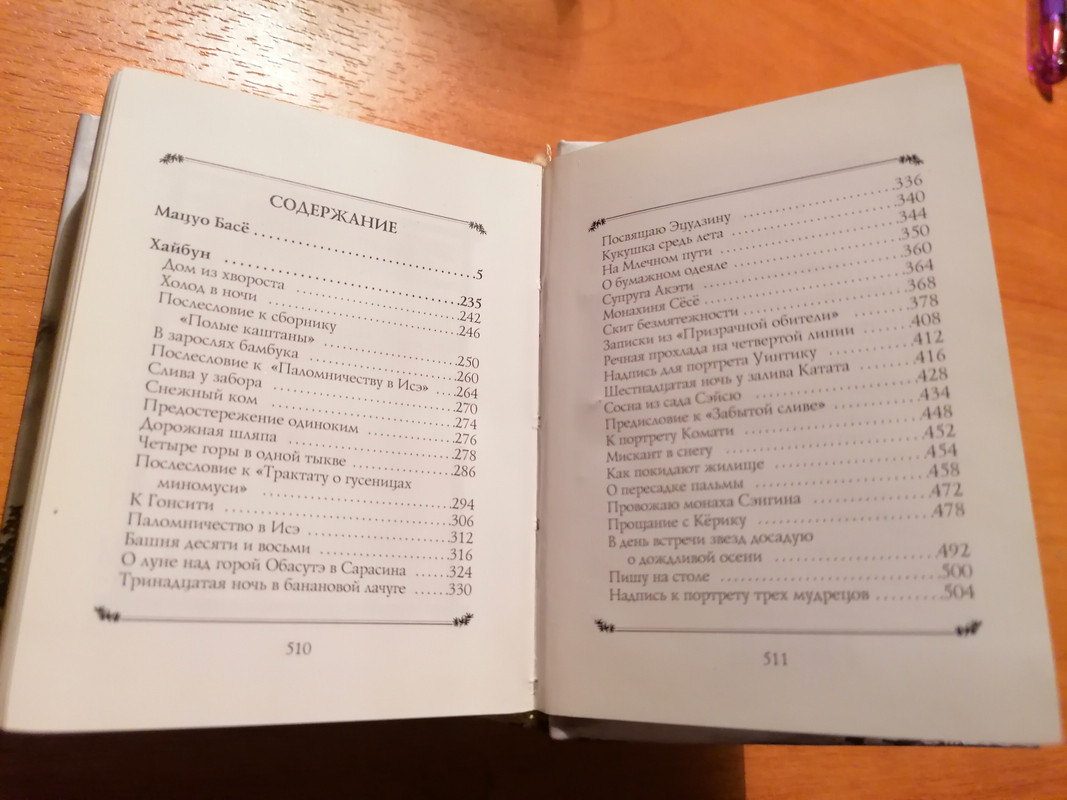 СОДЕРЖАНИЕ
Мацуо Басё ........................................5
Хайбун ........................................235
Дом из хвороста ........................242
Холод в ночи ........................246
Послесловие к сборнику
«Полые каштаны» ........................250
В зарослях бамбука ........................260
Послесловие к «Паломничеству в Исэ» ....264
Слива у забора ........................270
Снежный ком ........................274
Предостережение одиноким ............276
Дорожная шляпа ........................278
Четыре горы в одной тыкве ............286
Послесловие к «Трактату о гусеницах
миномуси» ........................294
К Гонсити ........................306
Паломничество в Исэ ................312
Башня десяти и восьми ................316
О луне над горой Обасутэ в Сарасина ......324
Тринадцатая ночь в банановой лачуге ......330
510
Посвящаю Эцудзину ................336
Кукушка средь лета ................340
На Млечном пути ................344
О бумажном одеяле ................350
Супруга Акэти ................360
Монахиня Сёсё ................364
Скит безмятежности ................368
Записки из «Призрачной обители» ......378
Речная прохлада на четвертой линии ......408
Надпись для портрета Уинтику ..........412
Шестнадцатая ночь у залива Катата ......416
Сосна из сада Сэйсю ................428
Предисловие к «Забытой сливе» ..........434
К портрету Комати ................448
Мискант в снегу ................452
Как покидают жилище ................454
О пересадке пальмы ................458
Провожаю монаха Сэнгина ............472
Прощание с Кёрику ................478
В день встречи звезд досадую
о дождливой осени ................492
Пишу на столе ................500
Надпись к портрету трех мудрецов ........504
511